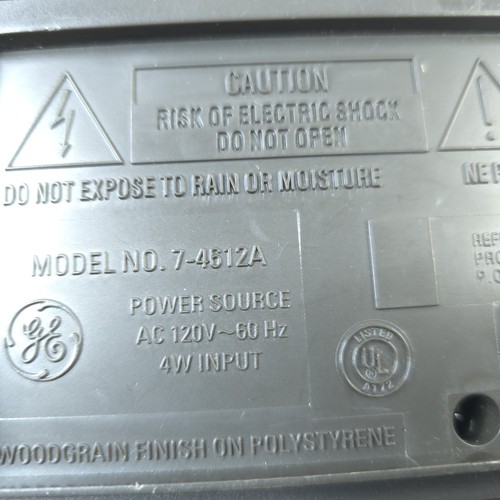 CAUTION
RISK OF ELECTRIC SHOCK
DO NOT OPEN
DO NOT EXPOSE TO RAIN OR MOISTURE
MODEL NO. 7-4612A
POWER SOURCE
AC 120V~60 Hz
4W INPUT
GE
LISTED
UL
WOODGRAIN FINISH ON POLYSTYRENE